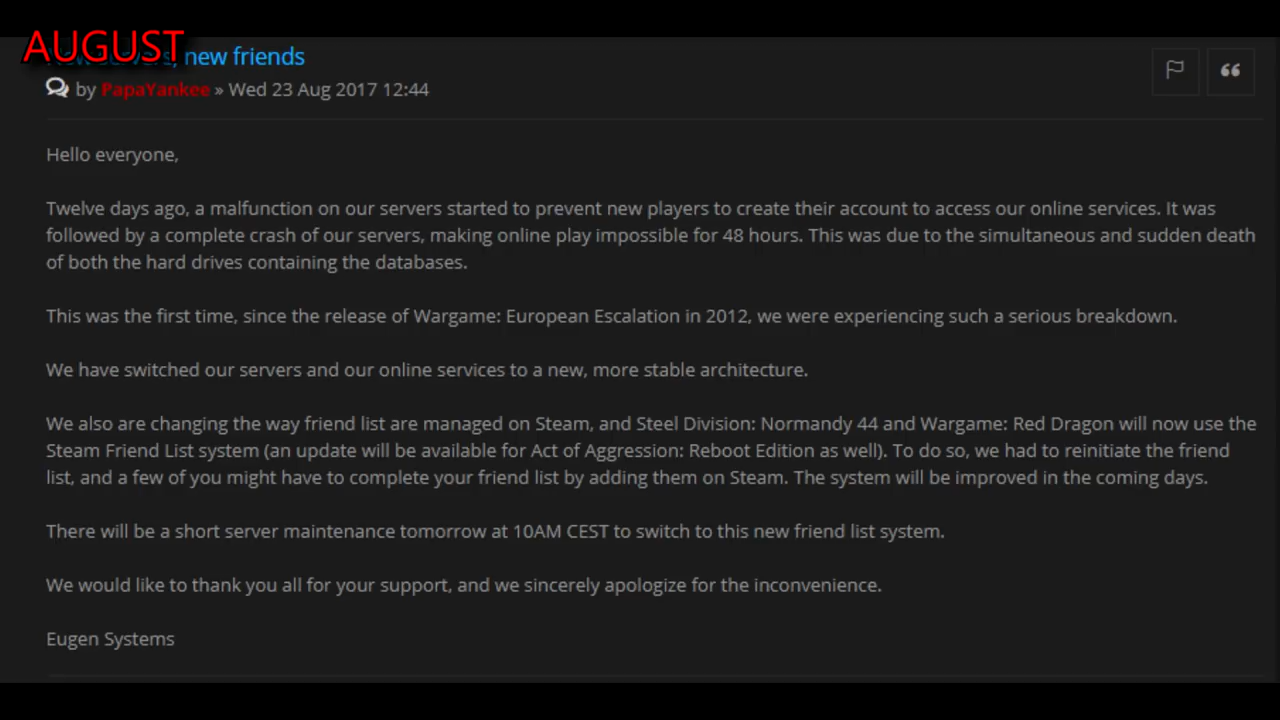 AUGUST
new friends
by PapaYankee » Wed 23 Aug 2017 12:44
Hello everyone,
Twelve days ago, a malfunction on our servers started to prevent new players to create their account to access our online services. It was
followed by a complete crash of our servers, making online play impossible for 48 hours. This was due to the simultaneous and sudden death
of both the hard drives containing the databases.
This was the first time, since the release of Wargame: European Escalation in 2012, we were experiencing such a serious breakdown.
We have switched our servers and our online services to a new, more stable architecture.
We also are changing the way friend list are managed on Steam, and Steel Division: Normandy 44 and Wargame: Red Dragon will now use the
Steam Friend List system (an update will be available for Act of Aggression: Reboot Edition as well). To do so, we had to reinitiate the friend
list, and a few of you might have to complete your friend list by adding them on Steam. The system will be improved in the coming days.
There will be a short server maintenance tomorrow at 10AM CEST to switch to this new friend list system.
We would like to thank you all for your support, and we sincerely apologize for the inconvenience.
Eugen Systems